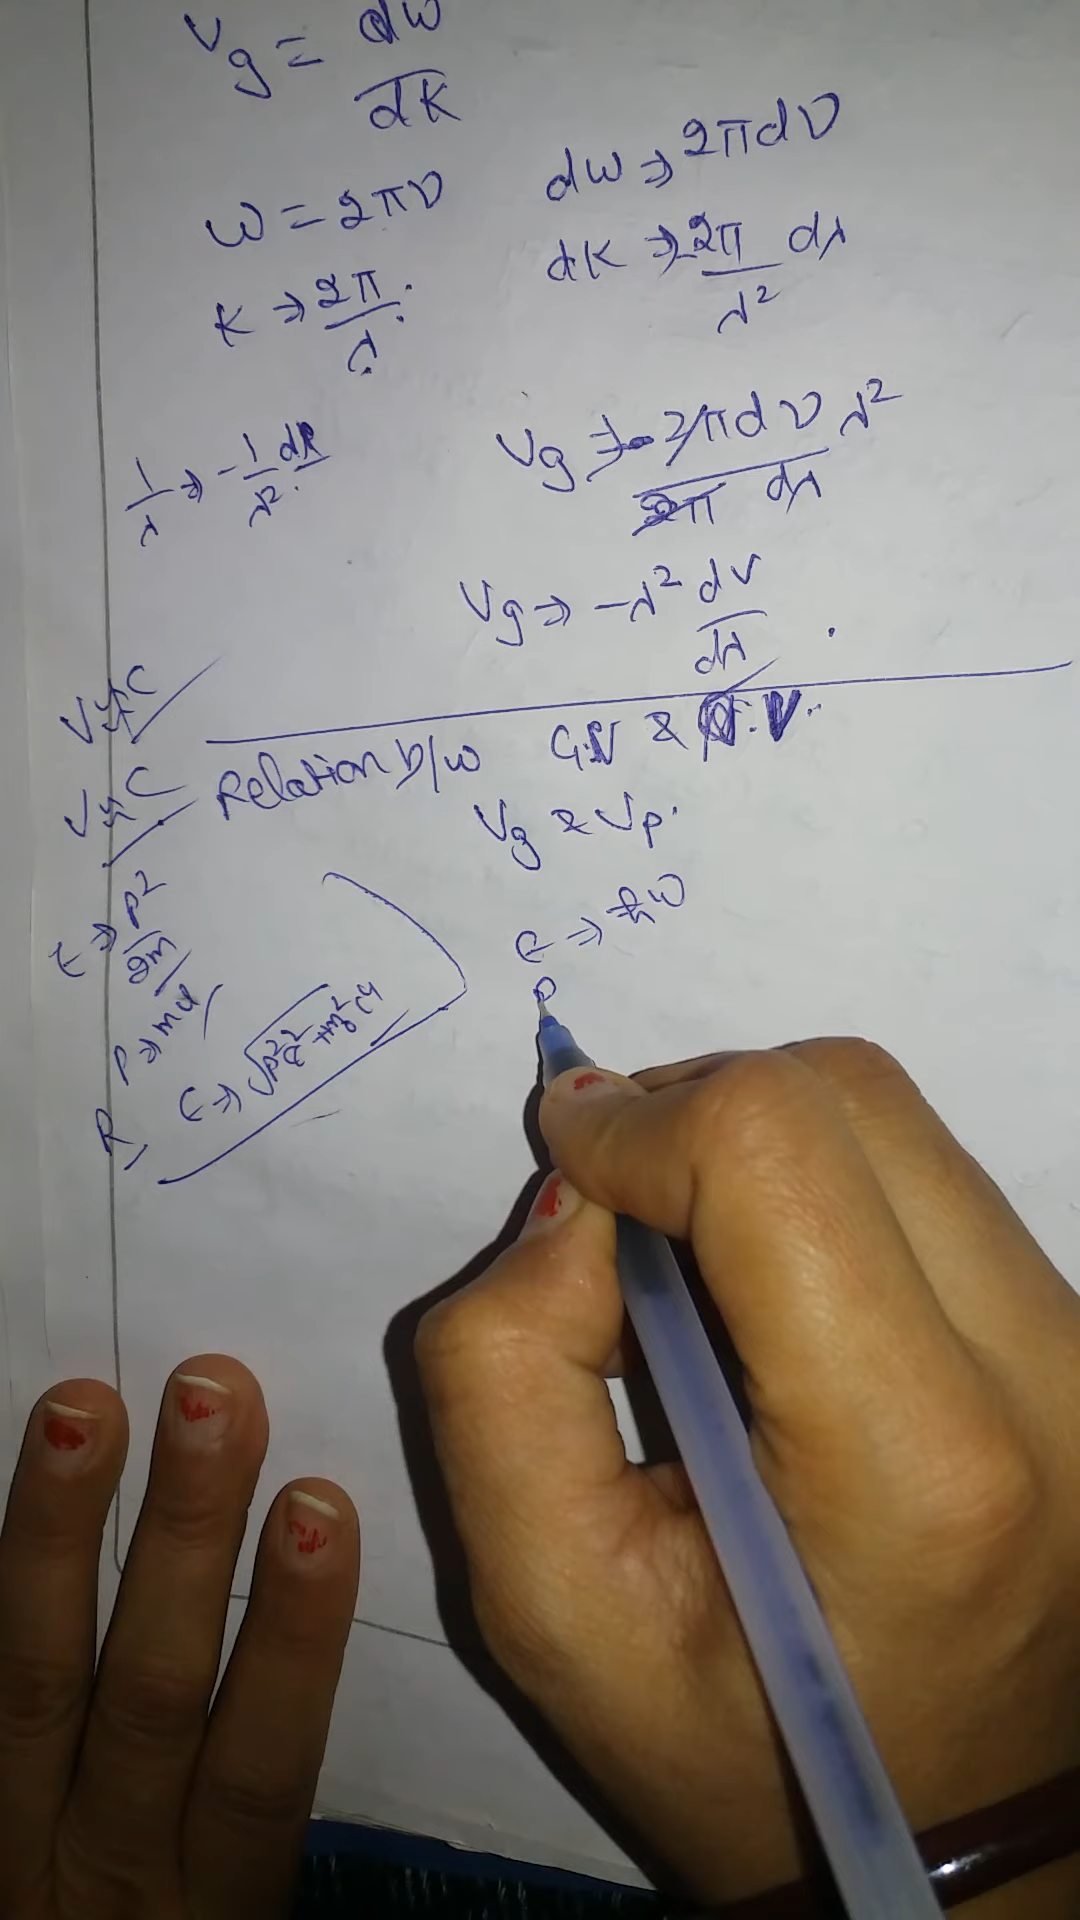 Vg = dω/dK
ω = 2πν   dω ⇒ 2πdν
K ⇒ 2π/λ   dK ⇒ -2π/λ² dλ
1/λ ⇒ -1/λ²
Vg ⇒ -2πdν λ²/2π dλ
Vg ⇒ -λ² dν/dλ
Relation b/w G.V &
Vg & Vp.
E ⇒ ħω
P
E ⇒ P²/2m
P ⇒ mv
E ⇒ √P²c²+m₀²c⁴